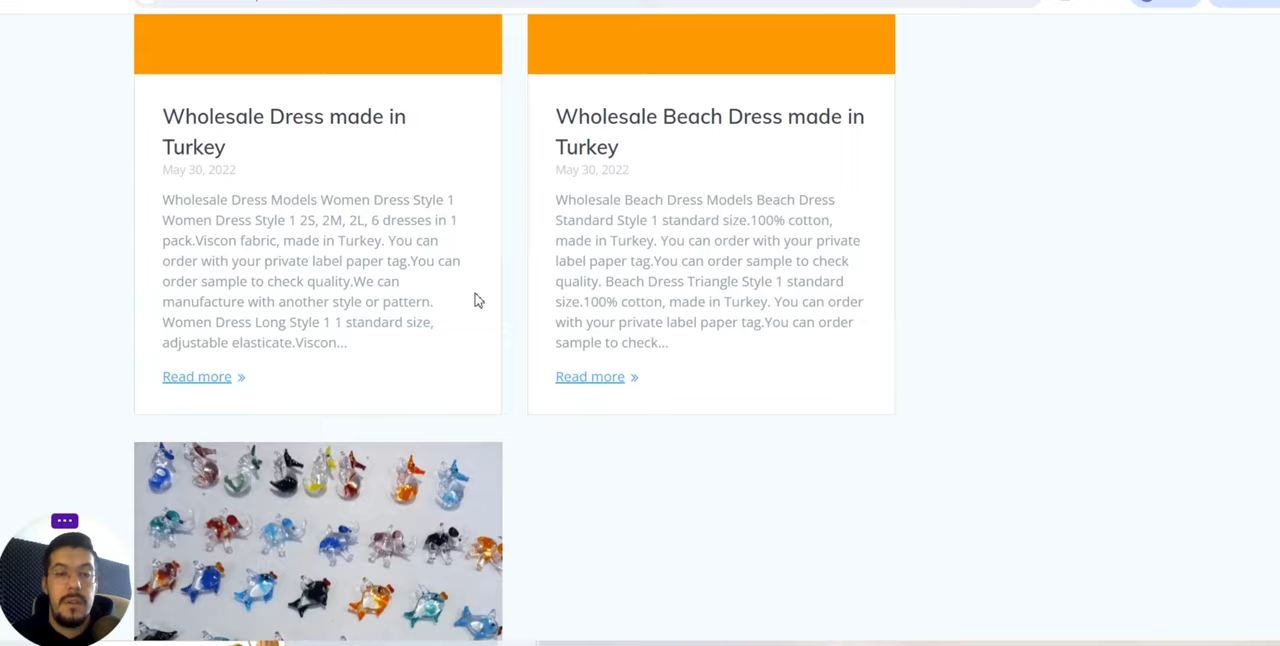 Wholesale Dress made in
Turkey
May 30, 2022
Wholesale Dress Models Women Dress Style 1
Women Dress Style 1 2S, 2M, 2L, 6 dresses in 1
pack.Viscon fabric, made in Turkey. You can
order with your private label paper tag.You can
order sample to check quality.We can
manufacture with another style or pattern.
Women Dress Long Style 1 1 standard size,
adjustable elasticate.Viscon...
Read more »
Wholesale Beach Dress made in
Turkey
May 30, 2022
Wholesale Beach Dress Models Beach Dress
Standard Style 1 standard size.100% cotton,
made in Turkey. You can order with your private
label paper tag.You can order sample to check
quality. Beach Dress Triangle Style 1 standard
size.100% cotton, made in Turkey. You can order
with your private label paper tag.You can order
sample to check...
Read more »